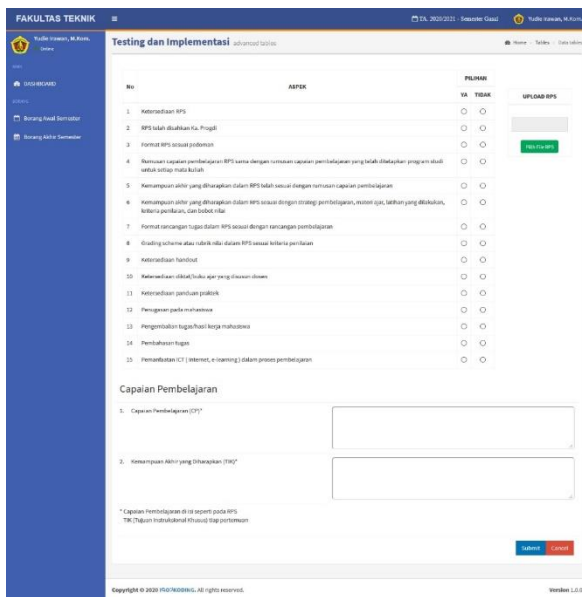 FAKULTAS TEKNIK
TA. 2020/2021 - Semester Gasal
Yudie Irawan, M.Kom.
Yudie Irawan, M.Kom.
Online
DASHBOARD
Borang Awal Semester
Borang Akhir Semester
Testing dan Implementasi advanced tables
Home > Tables > Data tables
No ASPEK PILIHAN
YA TIDAK
1 Ketersediaan RPS
2 RPS telah disahkan Ka. Progdi
3 Format RPS sesuai pedoman
4 Rumusan capaian pembelajaran RPS sama dengan rumusan capaian pembelajaran yang telah ditetapkan program studi
untuk setiap mata kuliah
5 Kemampuan akhir yang diharapkan dalam RPS telah sesuai dengan rumusan capaian pembelajaran
6 Kemampuan akhir yang diharapkan dalam RPS sesuai dengan strategi pembelajaran, materi ajar, latihan yang dilakukan,
kriteria penilaian, dan bobot nilai
7 Format rancangan tugas dalam RPS sesuai dengan rancangan pembelajaran
8 Grading scheme atau rubrik nilai dalam RPS sesuai kriteria penilaian
9 Ketersediaan handout
10 Ketersediaan diktat/buku ajar yang disusun dosen
11 Ketersediaan panduan praktek
12 Penugasan pada mahasiswa
13 Pengembalian tugas/hasil kerja mahasiswa
14 Pembahasan tugas
15 Pemanfaatan ICT ( Internet, e-learning ) dalam proses pembelajaran
UPLOAD RPS
Pilih File RPS
Capaian Pembelajaran
1. Capaian Pembelajaran (CP)*
2. Kemampuan Akhir yang Diharapkan (TIK)*
* Capaian Pembelajaran di isi seperti pada RPS
TIK (Tujuan Instruksional Khusus) tiap pertemuan
Submit Cancel
Copyright © 2020 PROTKODING. All rights reserved.
Version 1.0.0